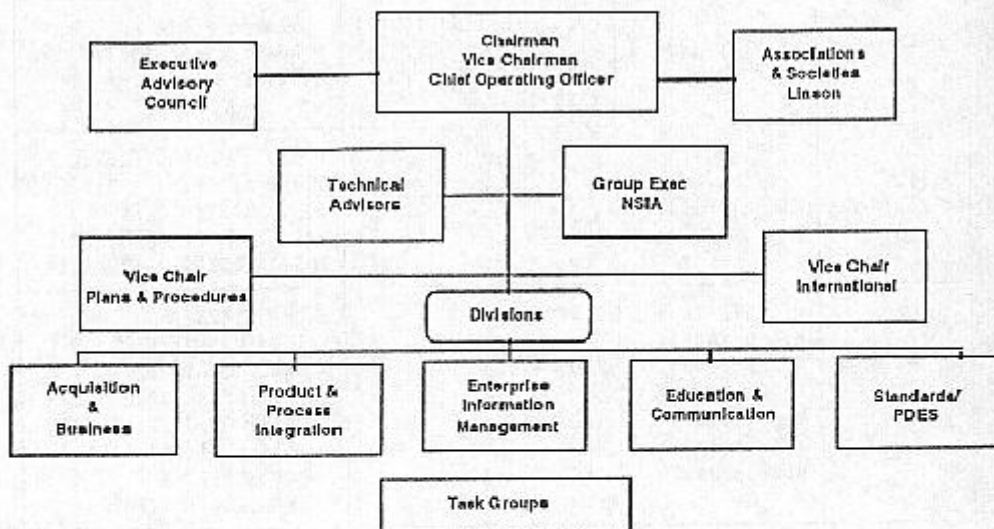 Chairman
Vice Chairman
Chief Operating Officer
Executive
Advisory
Council
Associations
& Societies
Liason
Technical
Advisors
Group Exec
NSIA
Vice Chair
Plans & Procedures
Vice Chair
International
Divisions
Acquisition
&
Business
Product &
Process
Integration
Enterprise
Information
Management
Education &
Communication
Standards/
PDES
Task Groups